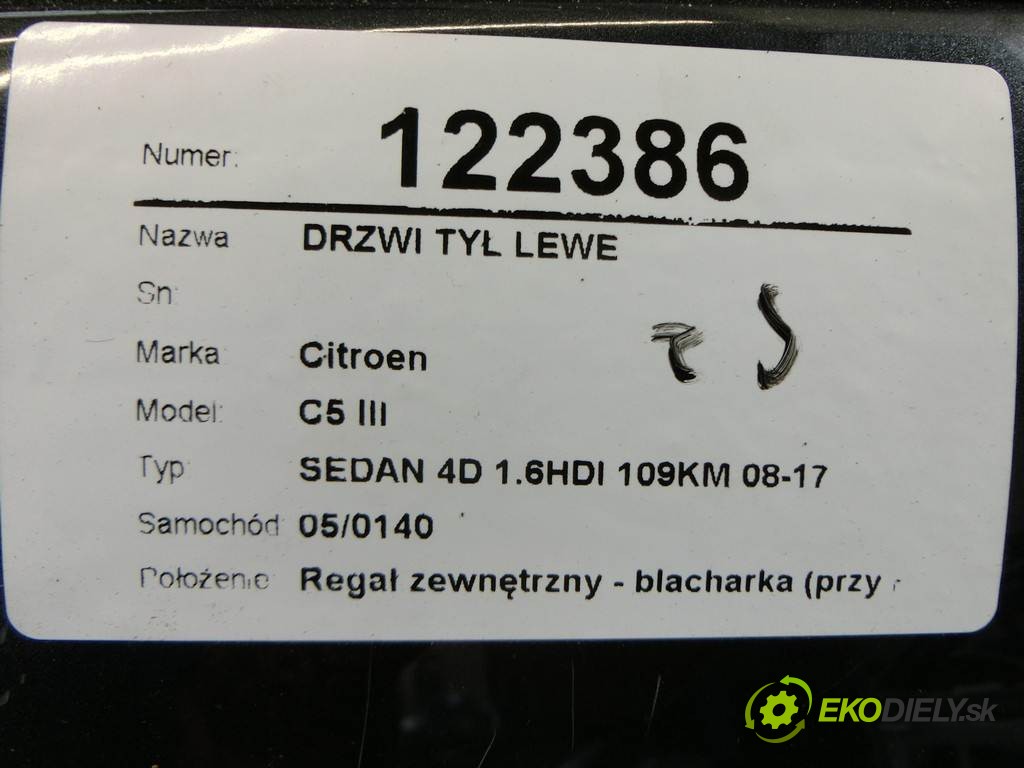 Numer: 122386
Nazwa DRZWI TYŁ LEWE
Sn:
Marka Citroen
Model: C5 III
Typ SEDAN 4D 1.6HDI 109KM 08-17
Samochód 05/0140
Położenie Regał zewnętrzny - blacharka (przy
EKODIELY.sk